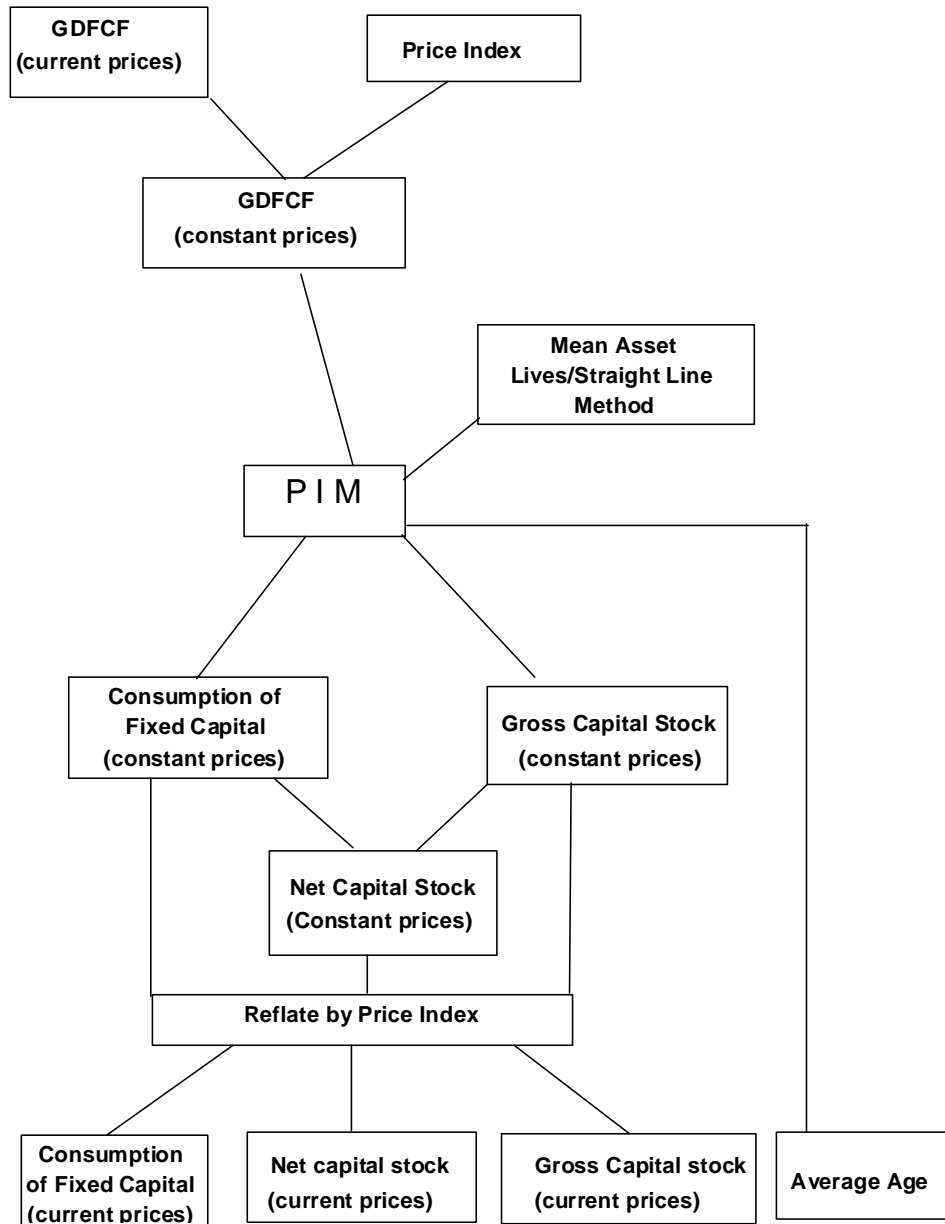 GDFCF
(current prices)
Price Index
GDFCF
(constant prices)
Mean Asset
Lives/Straight Line
Method
P I M
Consumption of
Fixed Capital
(constant prices)
Gross Capital Stock
(constant prices)
Net Capital Stock
(Constant prices)
Reflate by Price Index
Consumption
of Fixed Capital
(current prices)
Net capital stock
(current prices)
Gross Capital stock
(current prices)
Average Age